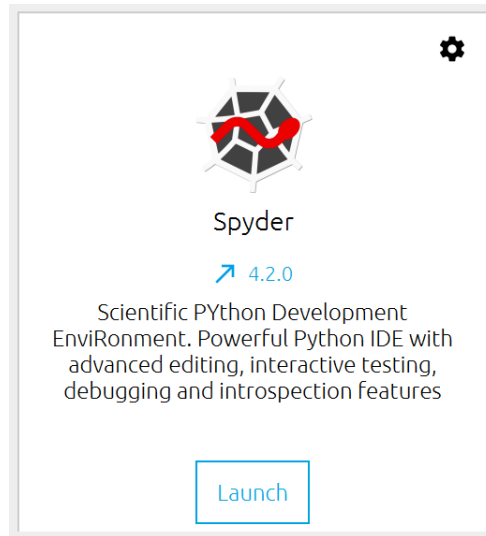 Spyder
4.2.0
Scientific PYthon Development
EnviRonment. Powerful Python IDE with
advanced editing, interactive testing,
debugging and introspection features
Launch